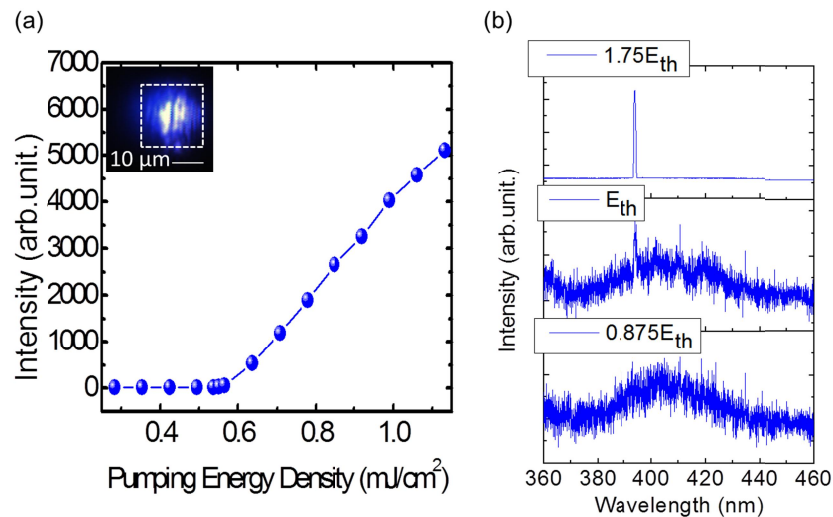 (a)
(b)
7000
6000
5000
4000
3000
2000
1000
0
Intensity (arb.unit.)
10 μm
0.4
0.6
0.8
1.0
Pumping Energy Density (mJ/cm²)
1.75Eth
Eth
0.875Eth
Intensity (arb.unit.)
360
380
400
420
440
460
Wavelength (nm)